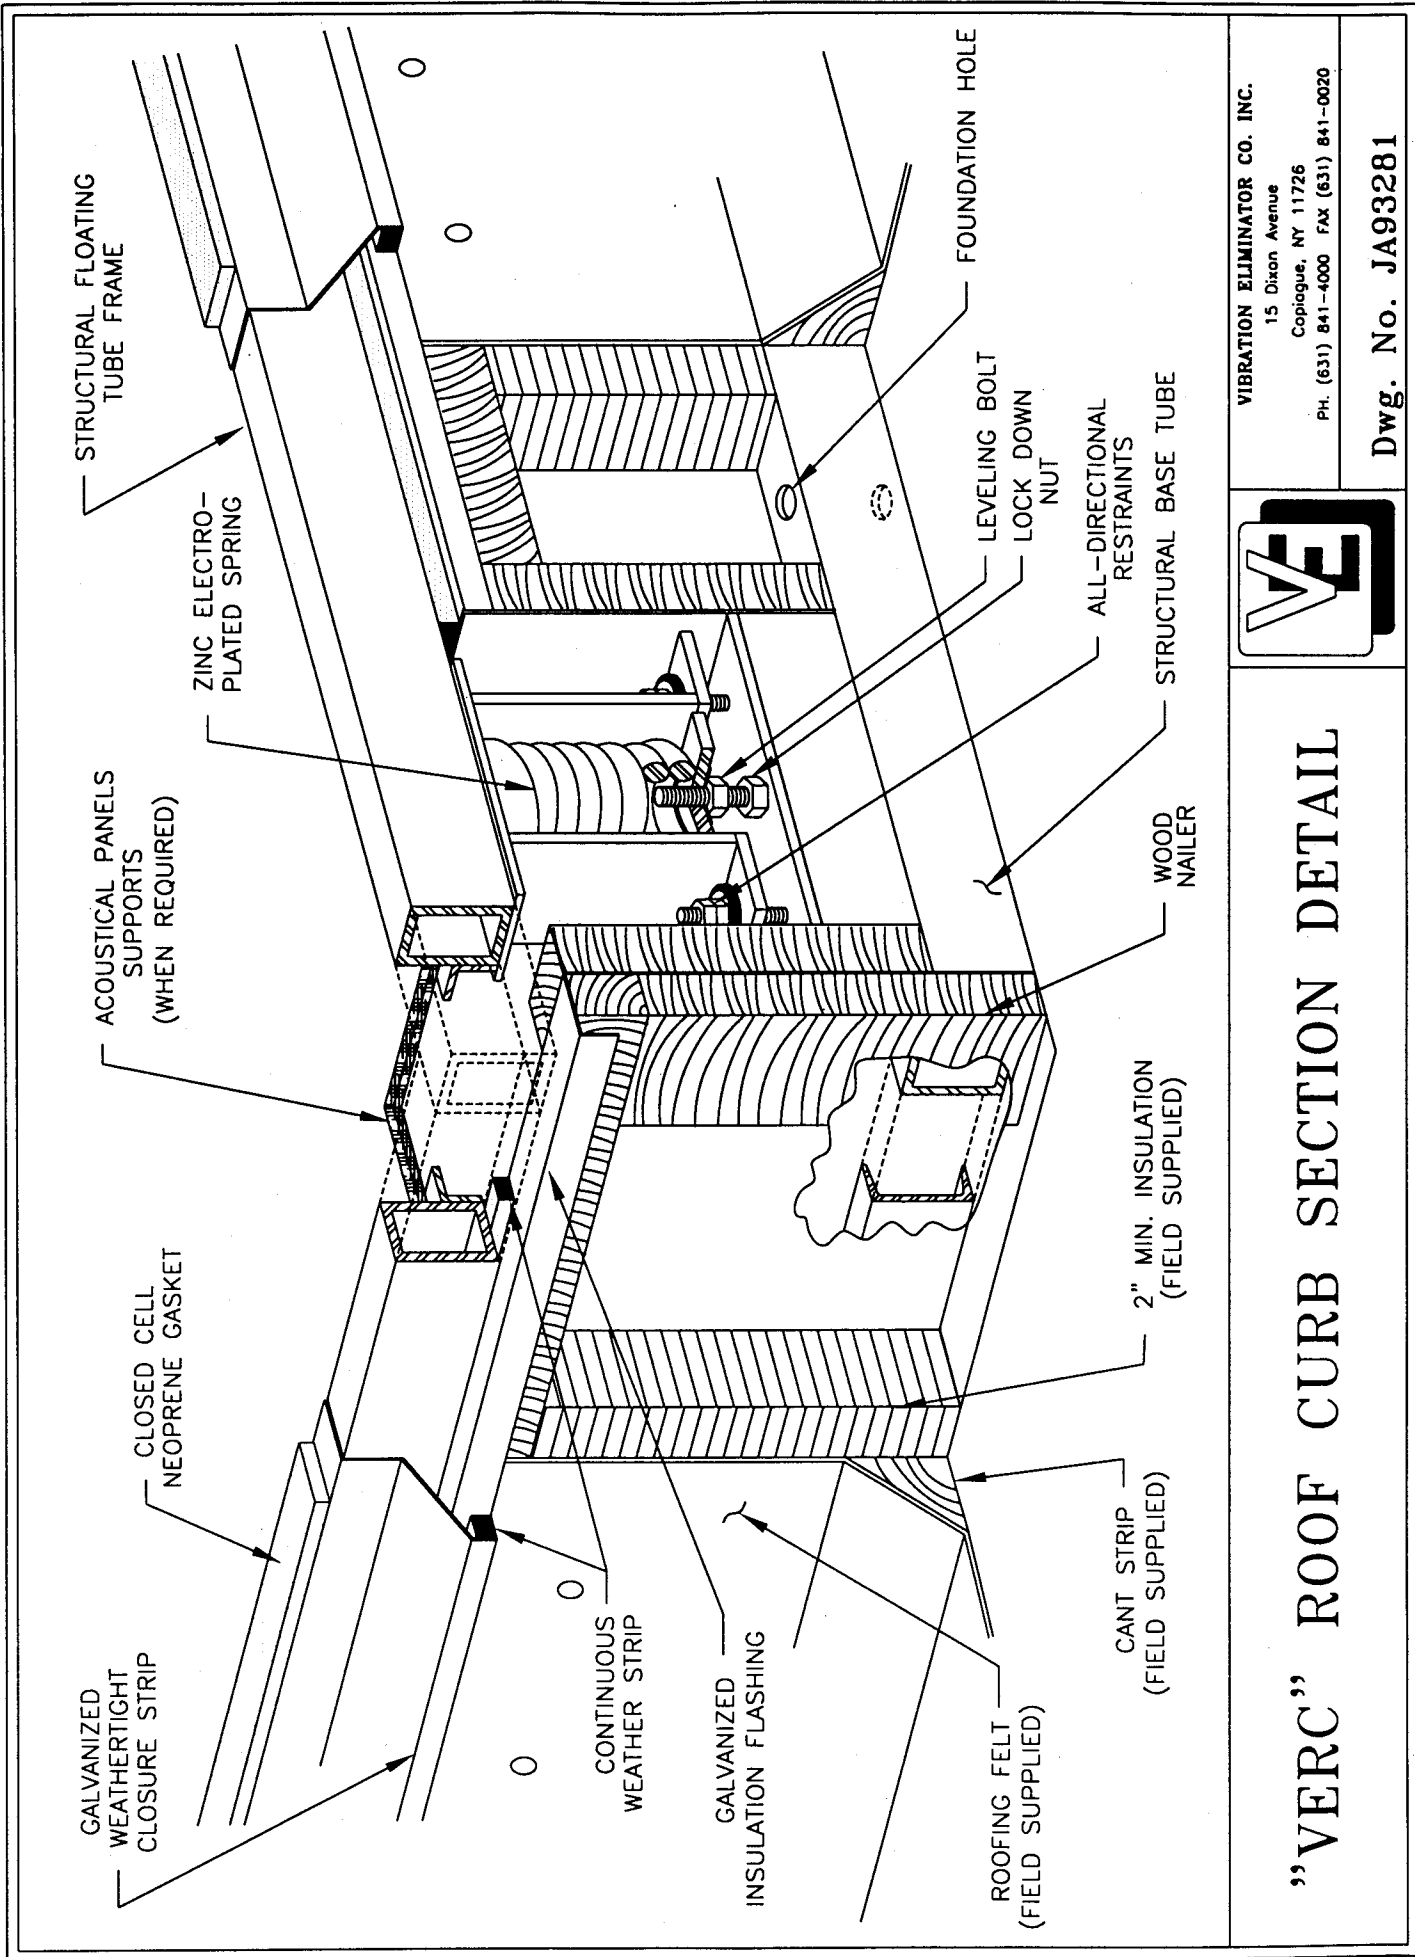 GALVANIZED
WEATHERTIGHT
CLOSURE STRIP
CLOSED CELL
NEOPRENE GASKET
ACOUSTICAL PANELS
SUPPORTS
(WHEN REQUIRED)
ZINC ELECTRO-
PLATED SPRING
STRUCTURAL FLOATING
TUBE FRAME
CONTINUOUS
WEATHER STRIP
GALVANIZED
INSULATION FLASHING
ROOFING FELT
(FIELD SUPPLIED)
CANT STRIP
(FIELD SUPPLIED)
2" MIN. INSULATION
(FIELD SUPPLIED)
WOOD
NAILER
STRUCTURAL BASE TUBE
ALL-DIRECTIONAL
RESTRAINTS
LEVELING BOLT
LOCK DOWN
NUT
FOUNDATION HOLE
"VERC" ROOF CURB SECTION DETAIL
VE
VIBRATION ELIMINATOR CO. INC.
15 Dixon Avenue
Copiague, NY 11726
PH. (631) 841-4000 FAX (631) 841-0020
Dwg. No. JA93281